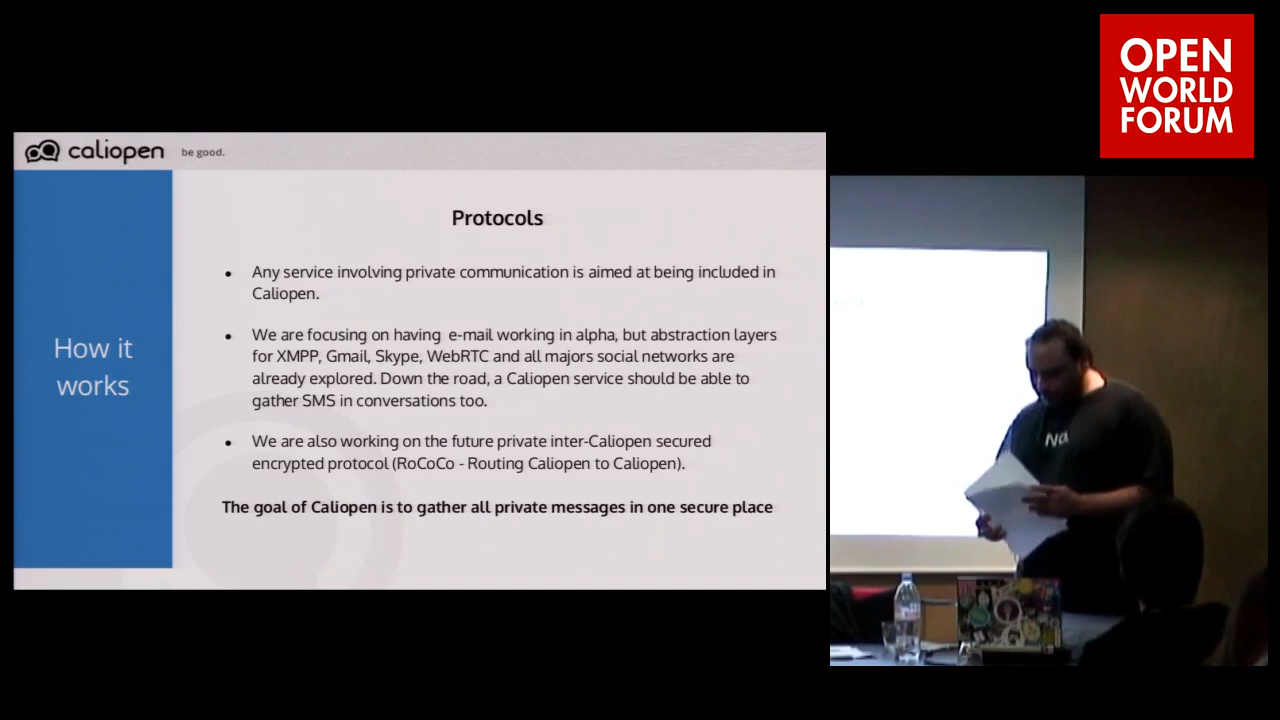 OPEN
WORLD
FORUM
caliopen be good.
How it
works
Protocols
• Any service involving private communication is aimed at being included in
Caliopen.
• We are focusing on having e-mail working in alpha, but abstraction layers
for XMPP, Gmail, Skype, WebRTC and all majors social networks are
already explored. Down the road, a Caliopen service should be able to
gather SMS in conversations too.
• We are also working on the future private inter-Caliopen secured
encrypted protocol (RoCoCo - Routing Caliopen to Caliopen).
The goal of Caliopen is to gather all private messages in one secure place